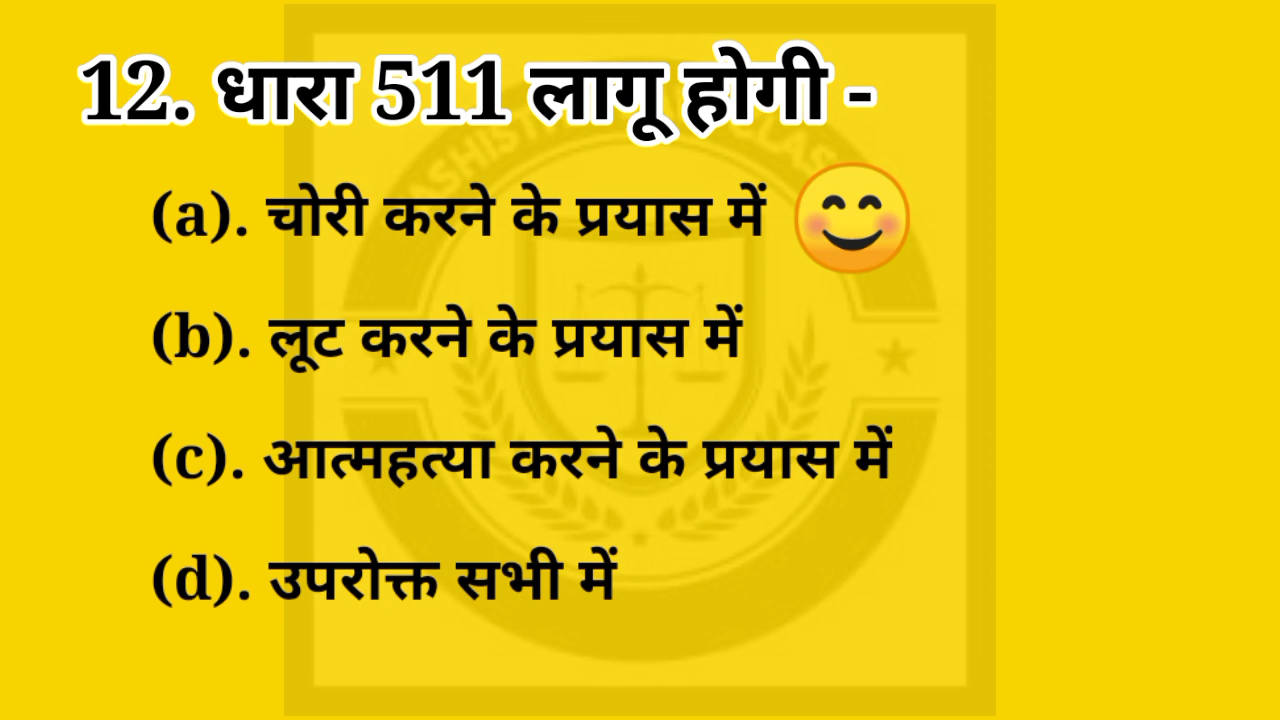 12. धारा 511 लागू होगी -
(a). चोरी करने के प्रयास में 😊
(b). लूट करने के प्रयास में
(c). आत्महत्या करने के प्रयास में
(d). उपरोक्त सभी में